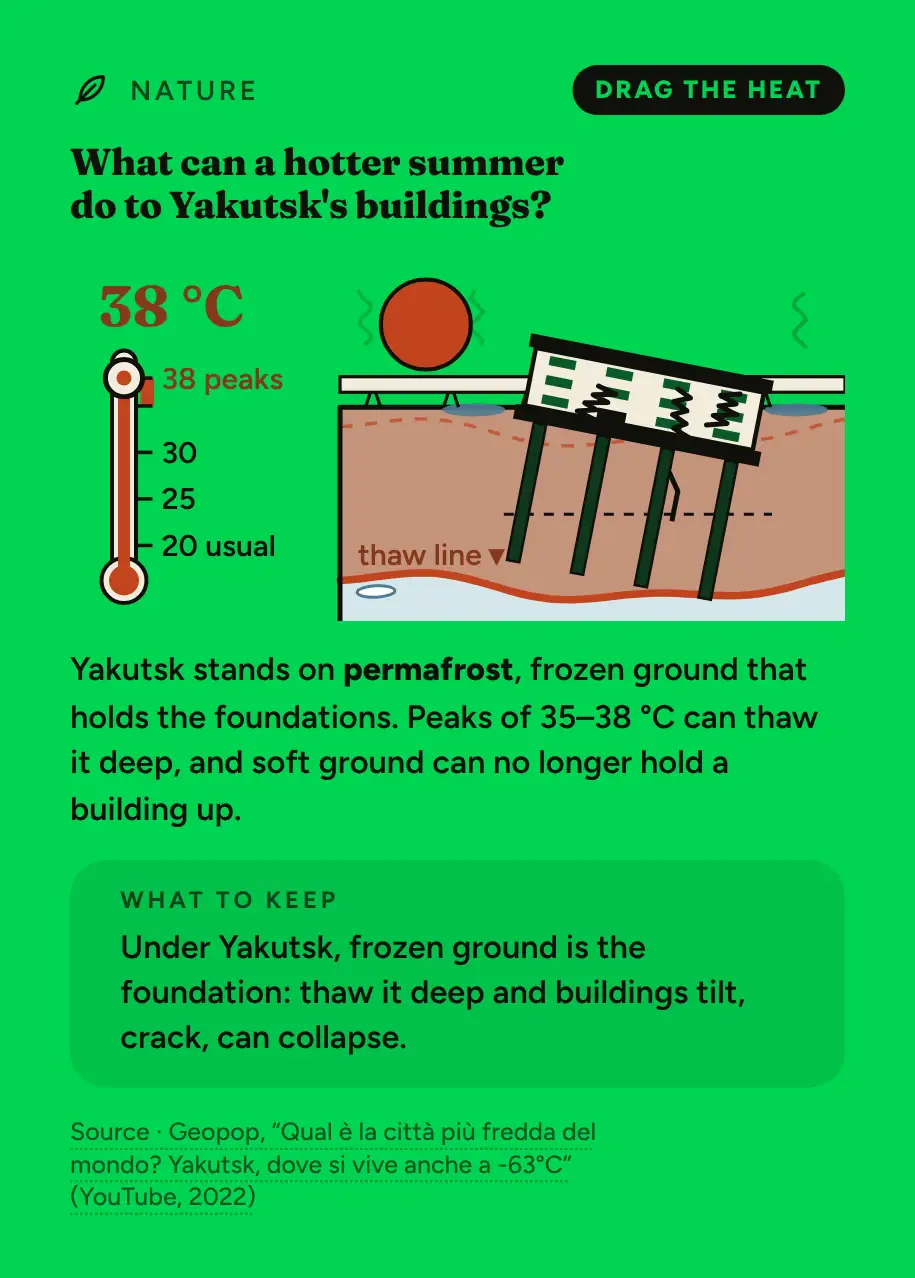 NATURE
DRAG THE HEAT
What can a hotter summer
do to Yakutsk's buildings?
38 °C
38 peaks
30
25
20 usual
thaw line ▼
Yakutsk stands on permafrost, frozen ground that
holds the foundations. Peaks of 35–38 °C can thaw
it deep, and soft ground can no longer hold a
building up.
WHAT TO KEEP
Under Yakutsk, frozen ground is the
foundation: thaw it deep and buildings tilt,
crack, can collapse.
Source · Geopop, “Qual è la città più fredda del
mondo? Yakutsk, dove si vive anche a -63°C”
(YouTube, 2022)